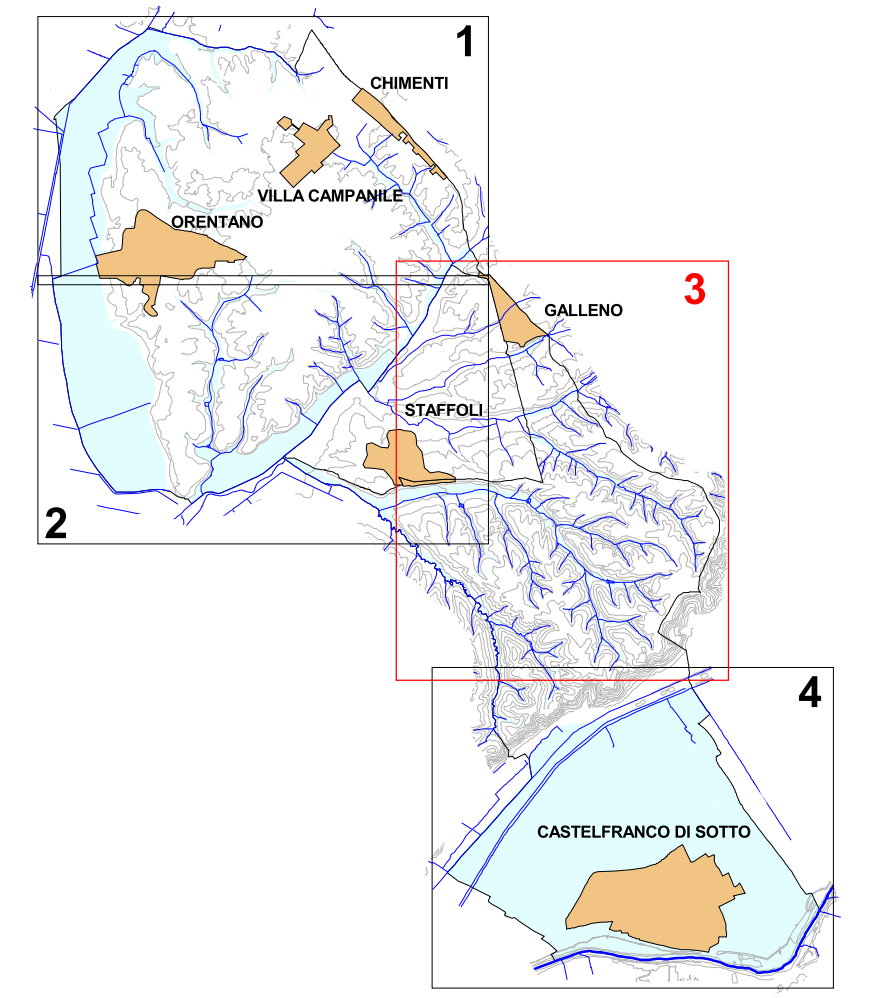 1
CHIMENTI
VILLA CAMPANILE
ORENTANO
3
GALLENO
STAFFOLI
2
4
CASTELFRANCO DI SOTTO